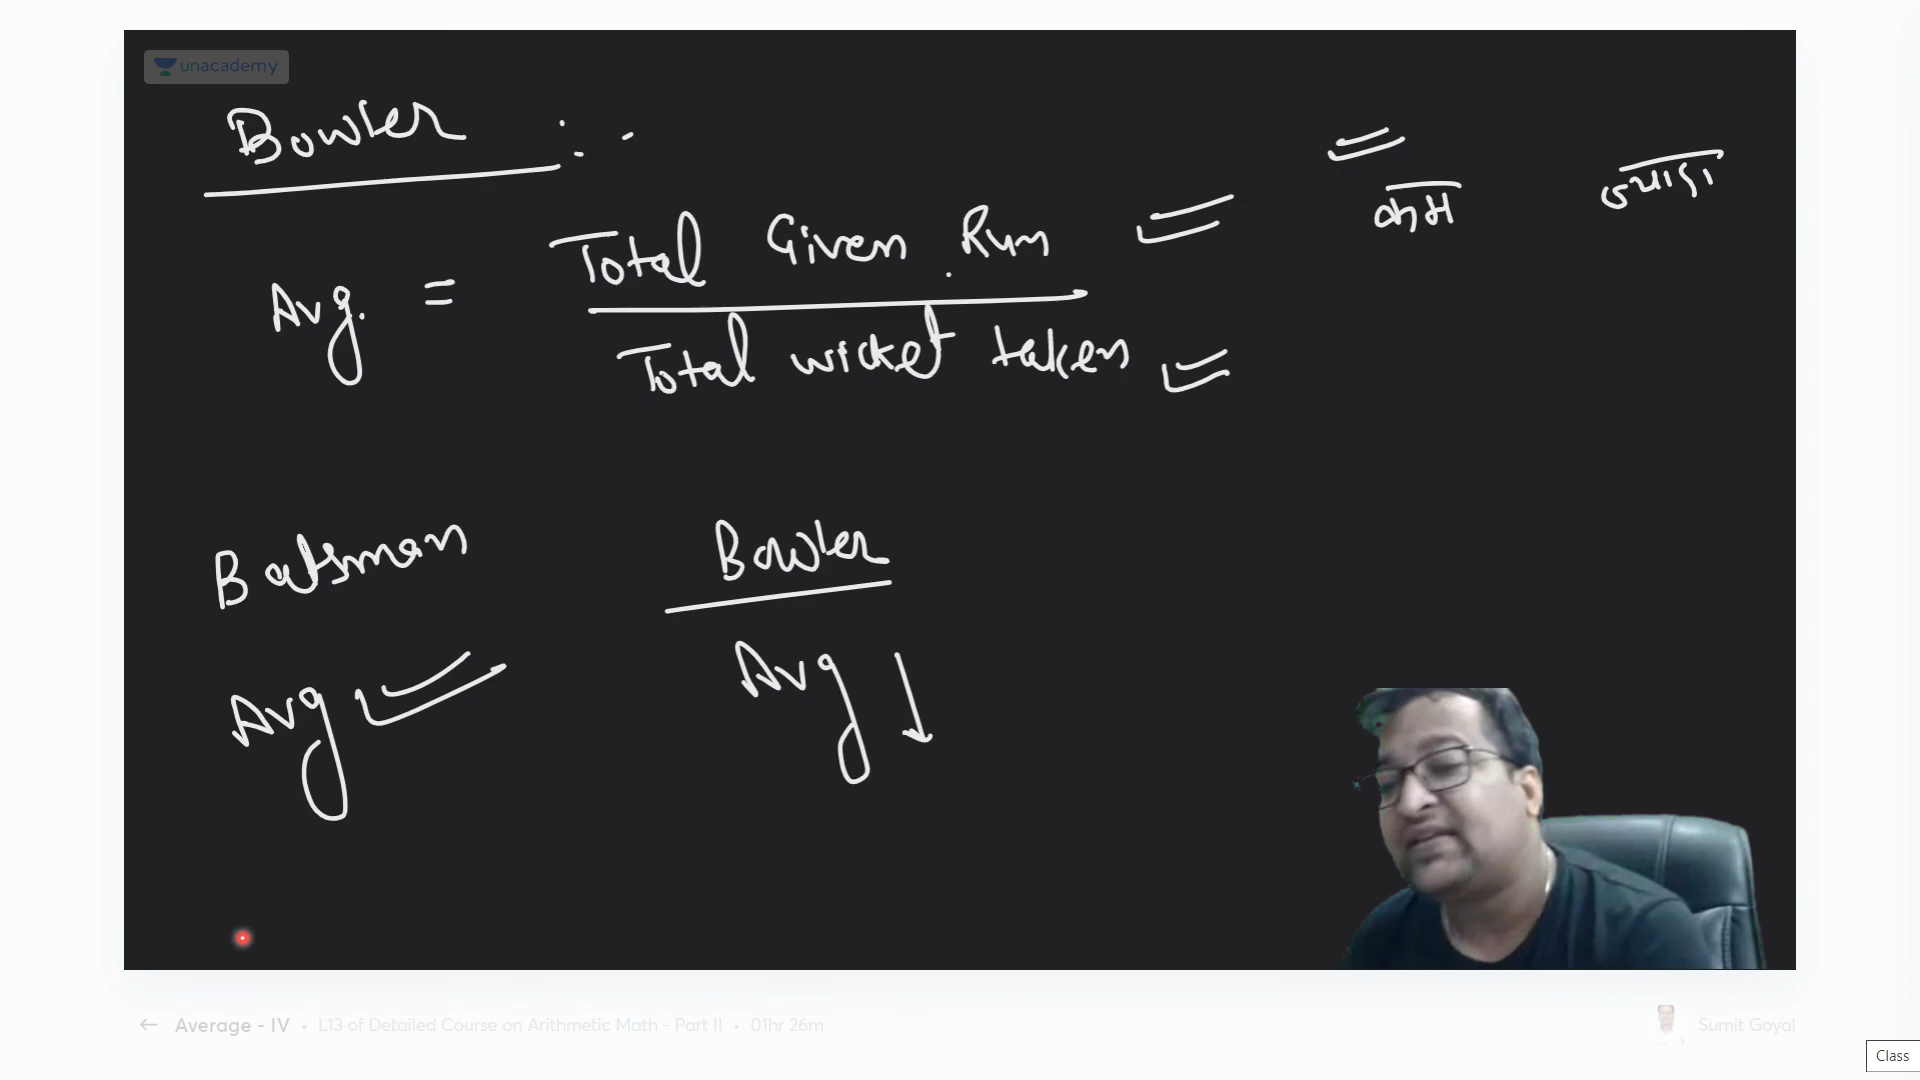 unacademy
Bowler :-
कम ज्यादा
Avg. = Total Given Run
Total wicket taken
Batsman Bowler
Avg Avg ↓
← Average - IV • L13 of Detailed Course on Arithmetic Math - Part II • 01hr 26m
Sumit Goyal
Class